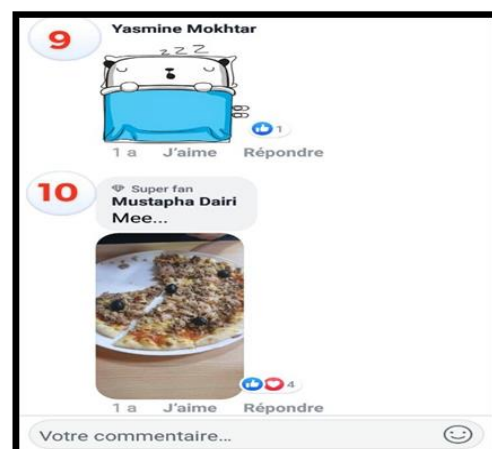 9
Yasmine Mokhtar
z z z
1
1 a J'aime Répondre
10
Super fan
Mustapha Dairi
Mee...
4
1 a J'aime Répondre
Votre commentaire...